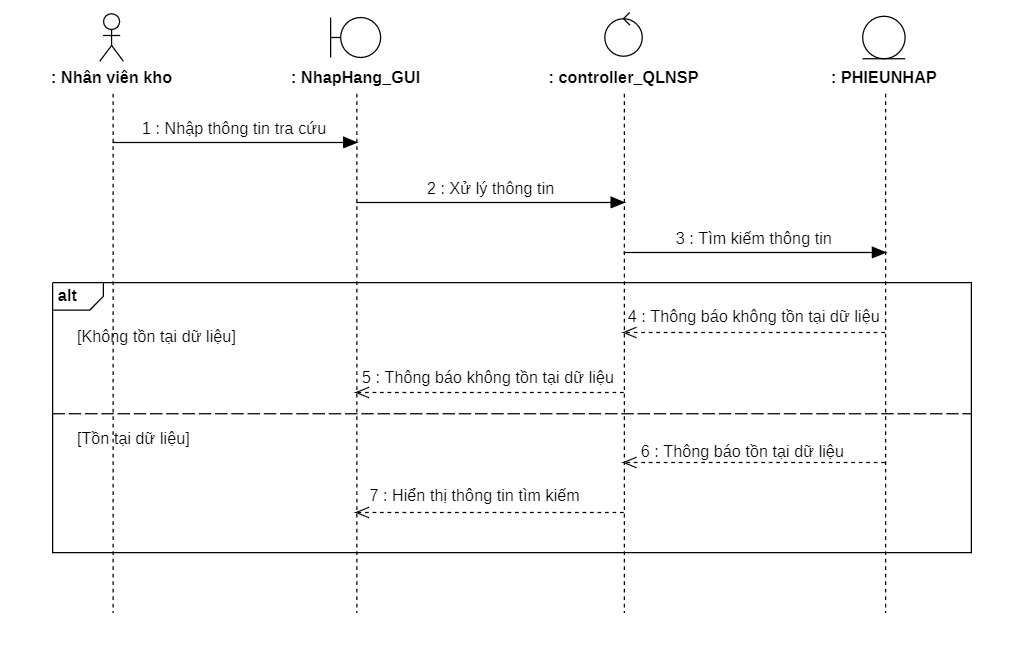 : Nhân viên kho
: NhapHang_GUI
: controller_QLNSP
: PHIEUNHAP
1 : Nhập thông tin tra cứu
2 : Xử lý thông tin
3 : Tìm kiếm thông tin
alt
4 : Thông báo không tồn tại dữ liệu
[Không tồn tại dữ liệu]
5 : Thông báo không tồn tại dữ liệu
[Tồn tại dữ liệu]
6 : Thông báo tồn tại dữ liệu
7 : Hiển thị thông tin tìm kiếm